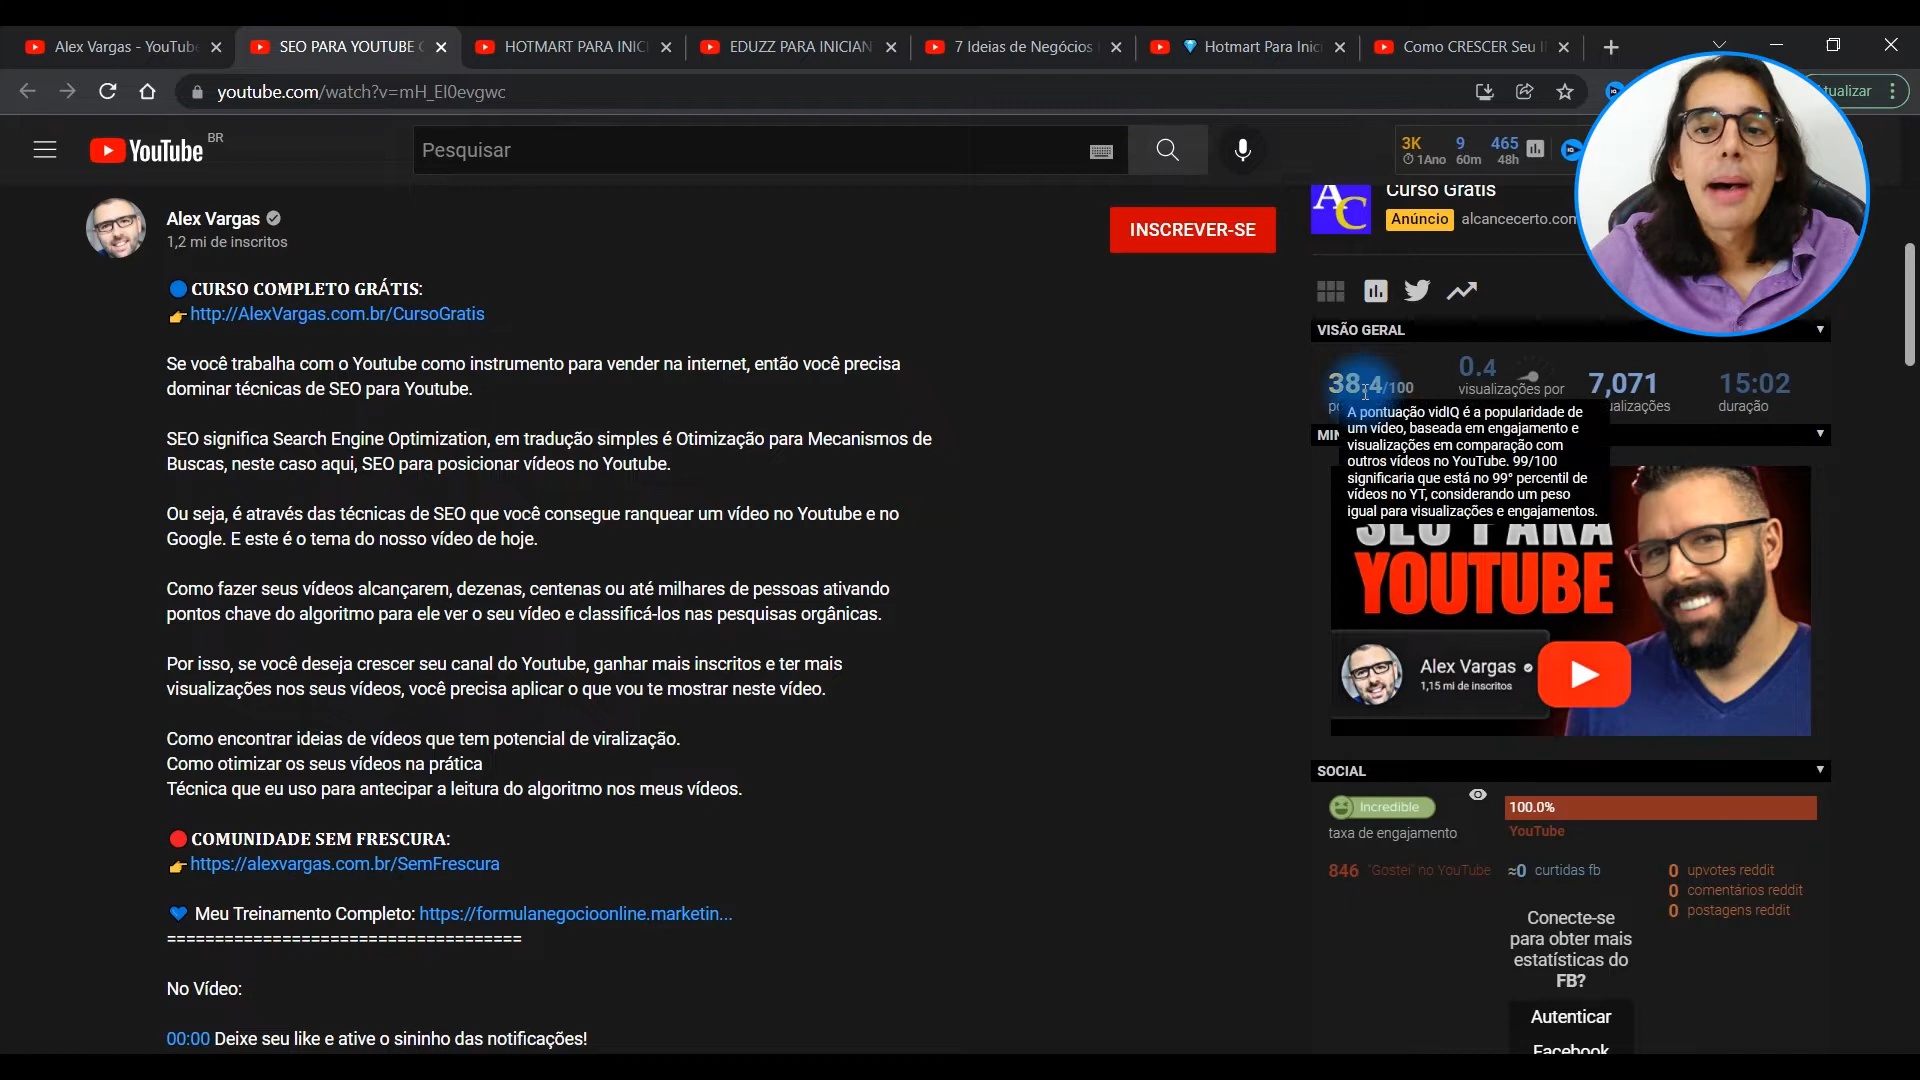 Alex Vargas - YouTube
SEO PARA YOUTUBE
HOTMART PARA INIC
EDUZZ PARA INICIAN
7 Ideias de Negócios
Hotmart Para Inic
Como CRESCER Seu
youtube.com/watch?v=mH_EI0evgwc
tualizar
YouTube
BR
Pesquisar
3K 9 465
1Ano 60m 48h
Alex Vargas
1,2 mi de inscritos
INSCREVER-SE
CURSO COMPLETO GRÁTIS:
http://AlexVargas.com.br/CursoGratis
Se você trabalha com o Youtube como instrumento para vender na internet, então você precisa
dominar técnicas de SEO para Youtube.
SEO significa Search Engine Optimization, em tradução simples é Otimização para Mecanismos de
Buscas, neste caso aqui, SEO para posicionar vídeos no Youtube.
Ou seja, é através das técnicas de SEO que você consegue ranquear um vídeo no Youtube e no
Google. E este é o tema do nosso vídeo de hoje.
Como fazer seus vídeos alcançarem, dezenas, centenas ou até milhares de pessoas ativando
pontos chave do algoritmo para ele ver o seu vídeo e classificá-los nas pesquisas orgânicas.
Por isso, se você deseja crescer seu canal do Youtube, ganhar mais inscritos e ter mais
visualizações nos seus vídeos, você precisa aplicar o que vou te mostrar neste vídeo.
Como encontrar ideias de vídeos que tem potencial de viralização.
Como otimizar os seus vídeos na prática
Técnica que eu uso para antecipar a leitura do algoritmo nos meus vídeos.
COMUNIDADE SEM FRESCURA:
https://alexvargas.com.br/SemFrescura
Meu Treinamento Completo: https://formulanegocioonline.marketin...
=====================================
No Vídeo:
00:00 Deixe seu like e ative o sininho das notificações!
Curso Grátis
AC
Anúncio alcancecerto.com
VISÃO GERAL
38.4/100
0.4
visualizações por
7,071
ualizações
15:02
duração
A pontuação vidIQ é a popularidade de
um vídeo, baseada em engajamento e
visualizações em comparação com
outros vídeos no YouTube. 99/100
significaria que está no 99° percentil de
vídeos no YT, considerando um peso
igual para visualizações e engajamentos.
MIN
SEO PARA
YOUTUBE
Alex Vargas
1,15 mi de inscritos
SOCIAL
Incredible
taxa de engajamento
100.0%
YouTube
846 "Gostei" no YouTube
≈0 curtidas fb
0 upvotes reddit
0 comentários reddit
0 postagens reddit
Conecte-se
para obter mais
estatísticas do
FB?
Autenticar
Facebook